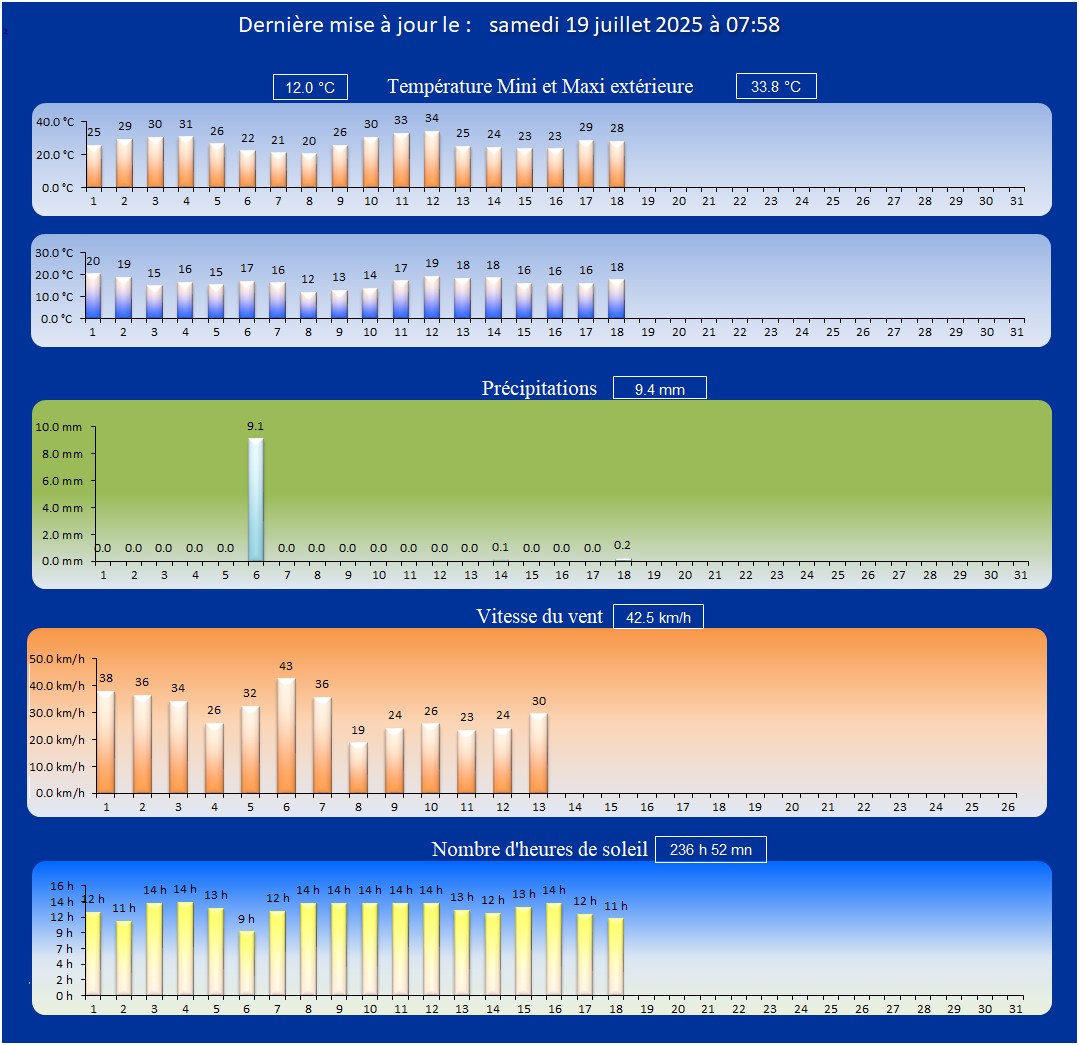 Dernière mise à jour le : samedi 19 juillet 2025 à 07:58
12.0 °C Température Mini et Maxi extérieure 33.8 °C
25 29 30 31 26 22 21 20 26 30 33 34 25 24 23 23 29 28
40.0 °C
20.0 °C
0.0 °C
1 2 3 4 5 6 7 8 9 10 11 12 13 14 15 16 17 18 19 20 21 22 23 24 25 26 27 28 29 30 31
20 19 15 16 15 17 16 12 13 14 17 19 18 18 16 16 16 18
30.0 °C
20.0 °C
10.0 °C
0.0 °C
1 2 3 4 5 6 7 8 9 10 11 12 13 14 15 16 17 18 19 20 21 22 23 24 25 26 27 28 29 30 31
Précipitations 9.4 mm
10.0 mm
8.0 mm
6.0 mm
4.0 mm
2.0 mm
0.0 mm
0.0 0.0 0.0 0.0 0.0 9.1 0.0 0.0 0.0 0.0 0.0 0.0 0.0 0.1 0.0 0.0 0.0 0.2
1 2 3 4 5 6 7 8 9 10 11 12 13 14 15 16 17 18 19 20 21 22 23 24 25 26 27 28 29 30 31
Vitesse du vent 42.5 km/h
50.0 km/h
40.0 km/h
30.0 km/h
20.0 km/h
10.0 km/h
0.0 km/h
38 36 34 26 32 43 36 19 24 26 23 24 30
1 2 3 4 5 6 7 8 9 10 11 12 13 14 15 16 17 18 19 20 21 22 23 24 25 26
Nombre d'heures de soleil 236 h 52 mn
16 h
14 h
12 h
9 h
7 h
4 h
2 h
0 h
12 h 11 h 14 h 14 h 13 h 9 h 12 h 14 h 14 h 14 h 14 h 14 h 13 h 12 h 13 h 14 h 12 h 11 h
1 2 3 4 5 6 7 8 9 10 11 12 13 14 15 16 17 18 19 20 21 22 23 24 25 26 27 28 29 30 31